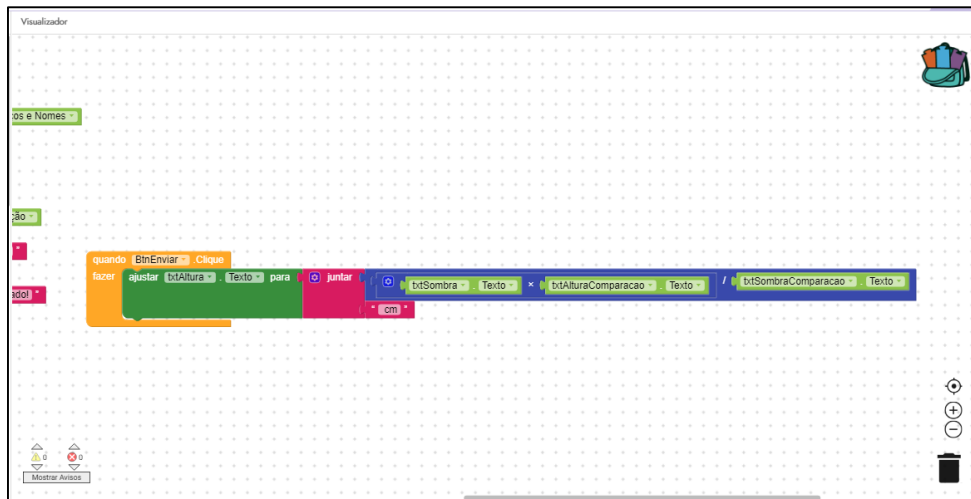 Visualizador
os e Nomes
ção
"
ado! "
quando BtnEnviar .Clique
fazer ajustar txtAltura . Texto para juntar txtSombra . Texto × txtAlturaComparacao . Texto / txtSombraComparacao . Texto
" cm "
0 0
Mostrar Avisos